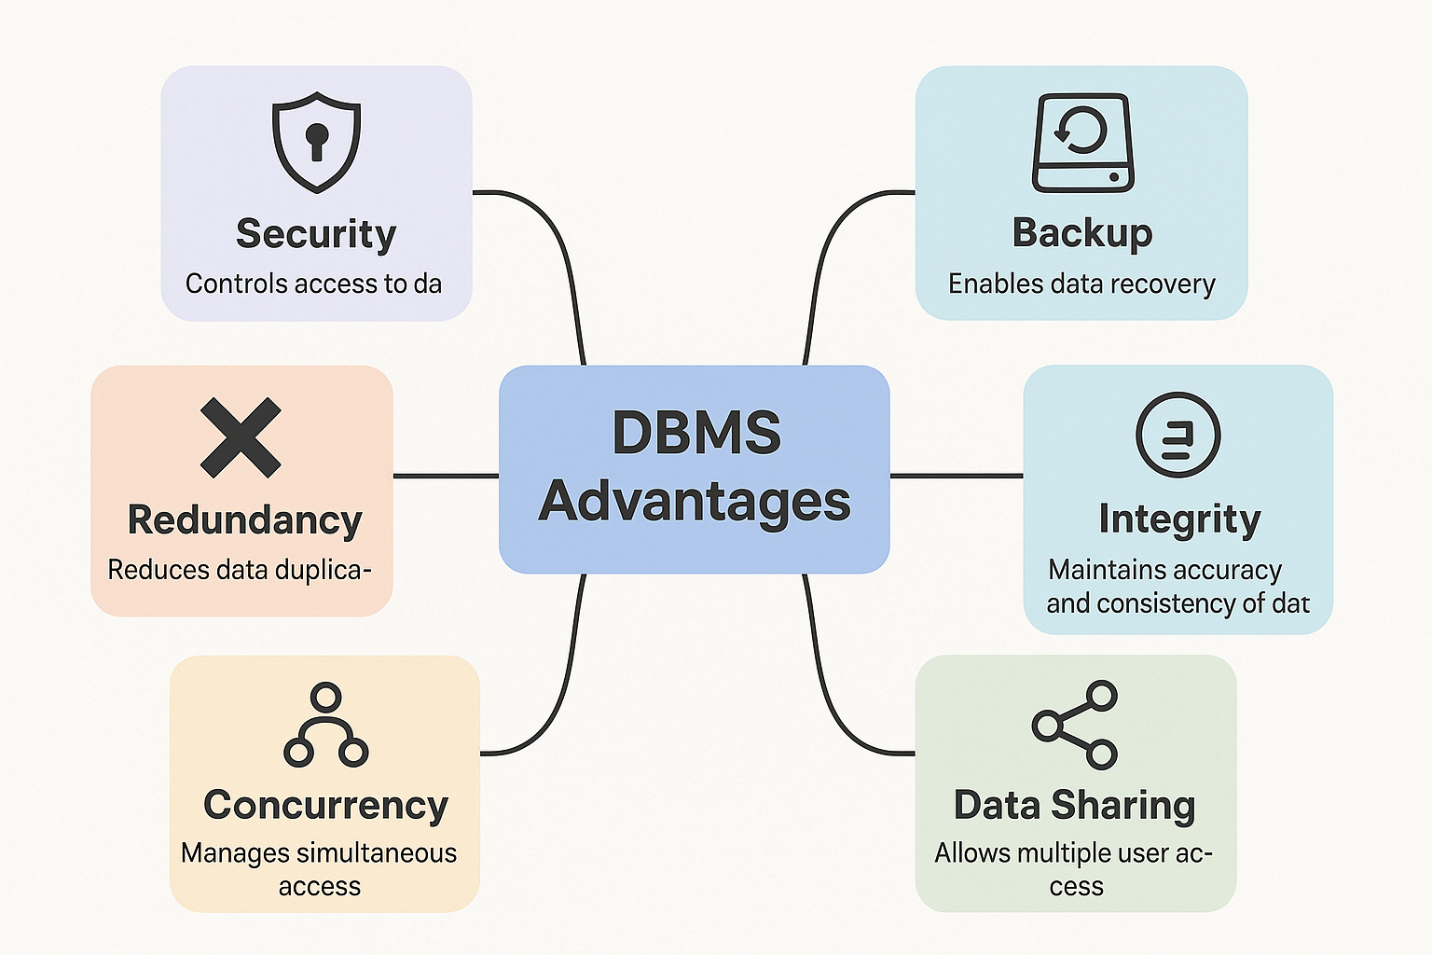 Security
Controls access to da
Backup
Enables data recovery
DBMS
Advantages
Redundancy
Reduces data duplica-
Integrity
Maintains accuracy
and consistency of dat
Concurrency
Manages simultaneous
access
Data Sharing
Allows multiple user ac-
cess